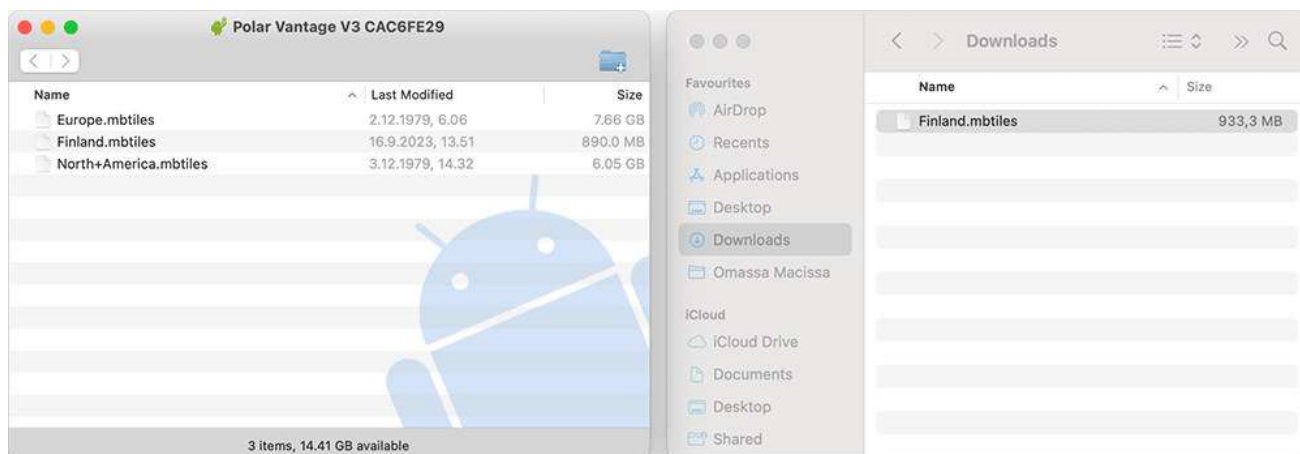 Polar Vantage V3 CAC6FE29
Name Last Modified Size
Europe.mbtiles 2.12.1979, 6.06 7.66 GB
Finland.mbtiles 16.9.2023, 13.51 890.0 MB
North+America.mbtiles 3.12.1979, 14.32 6.05 GB
3 items, 14.41 GB available
Favourites
AirDrop
Recents
Applications
Desktop
Downloads
Omassa Macissa
iCloud
iCloud Drive
Documents
Desktop
Shared
Downloads
Name Size
Finland.mbtiles 933,3 MB